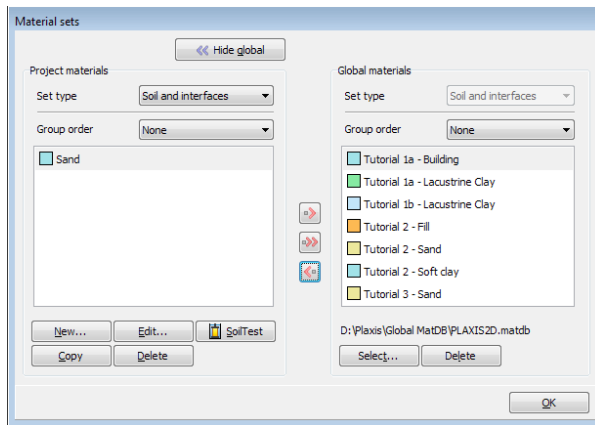 Material sets
Hide global
Project materials
Set type
Soil and interfaces
Group order
None
Sand
New...
Edit...
SoilTest
Copy
Delete
Global materials
Set type
Soil and interfaces
Group order
None
Tutorial 1a - Building
Tutorial 1a - Lacustrine Clay
Tutorial 1b - Lacustrine Clay
Tutorial 2 - Fill
Tutorial 2 - Sand
Tutorial 2 - Soft clay
Tutorial 3 - Sand
D:\Plaxis\Global MatDB\PLAXIS2D.matdb
Select...
Delete
OK